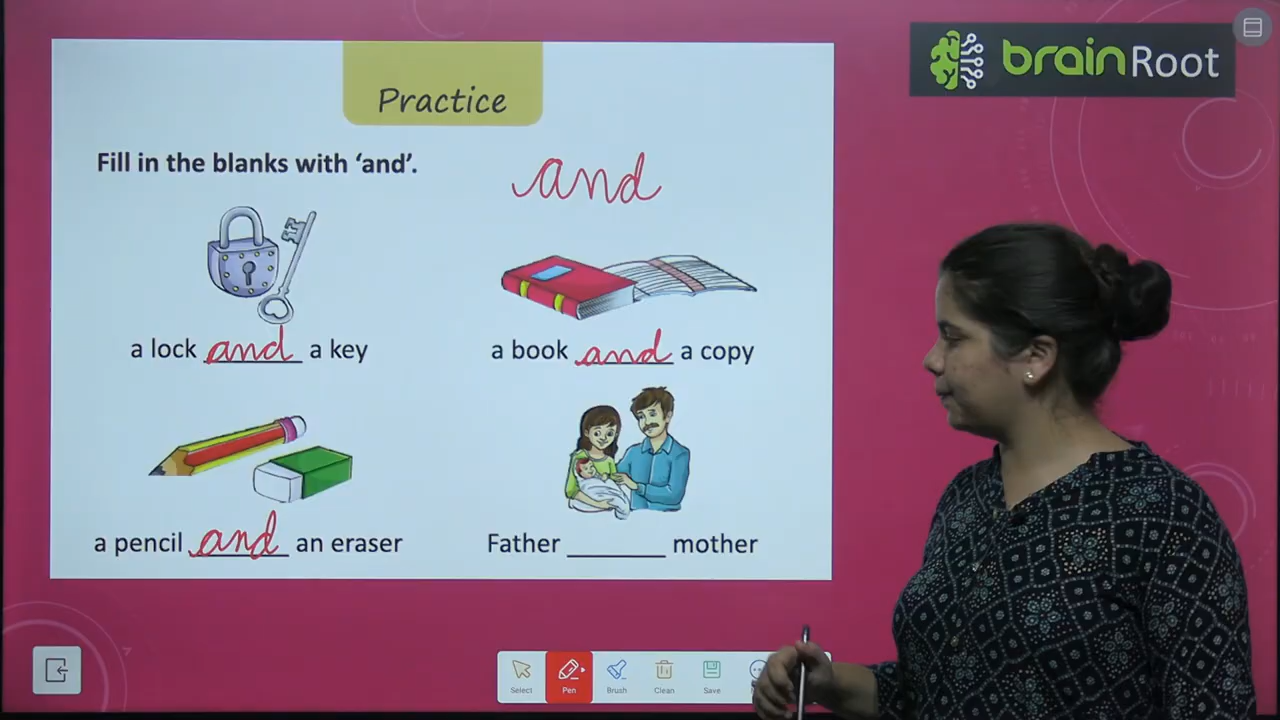 brainRoot
Practice
Fill in the blanks with ‘and’.
and
a lock and a key
a book and a copy
a pencil and an eraser
Father ________ mother
Select
Pen
Brush
Clean
Save